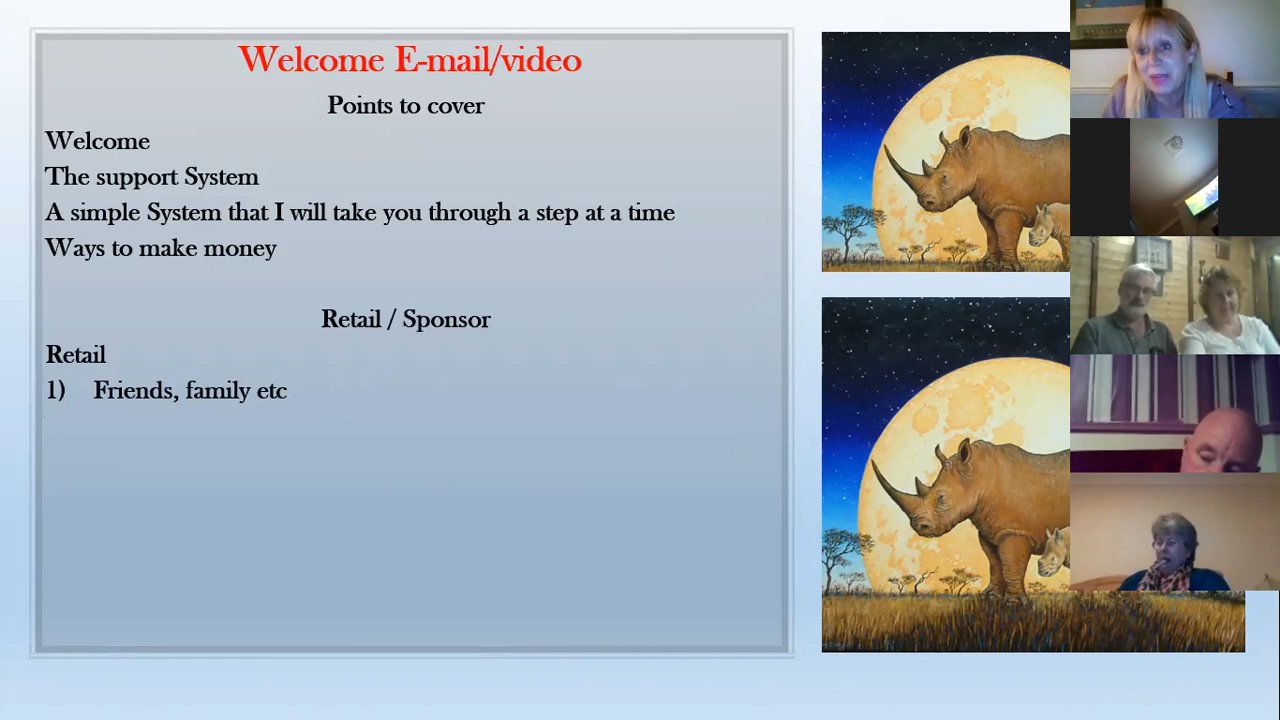 Welcome E-mail/video
Points to cover
Welcome
The support System
A simple System that I will take you through a step at a time
Ways to make money
Retail / Sponsor
Retail
1) Friends, family etc